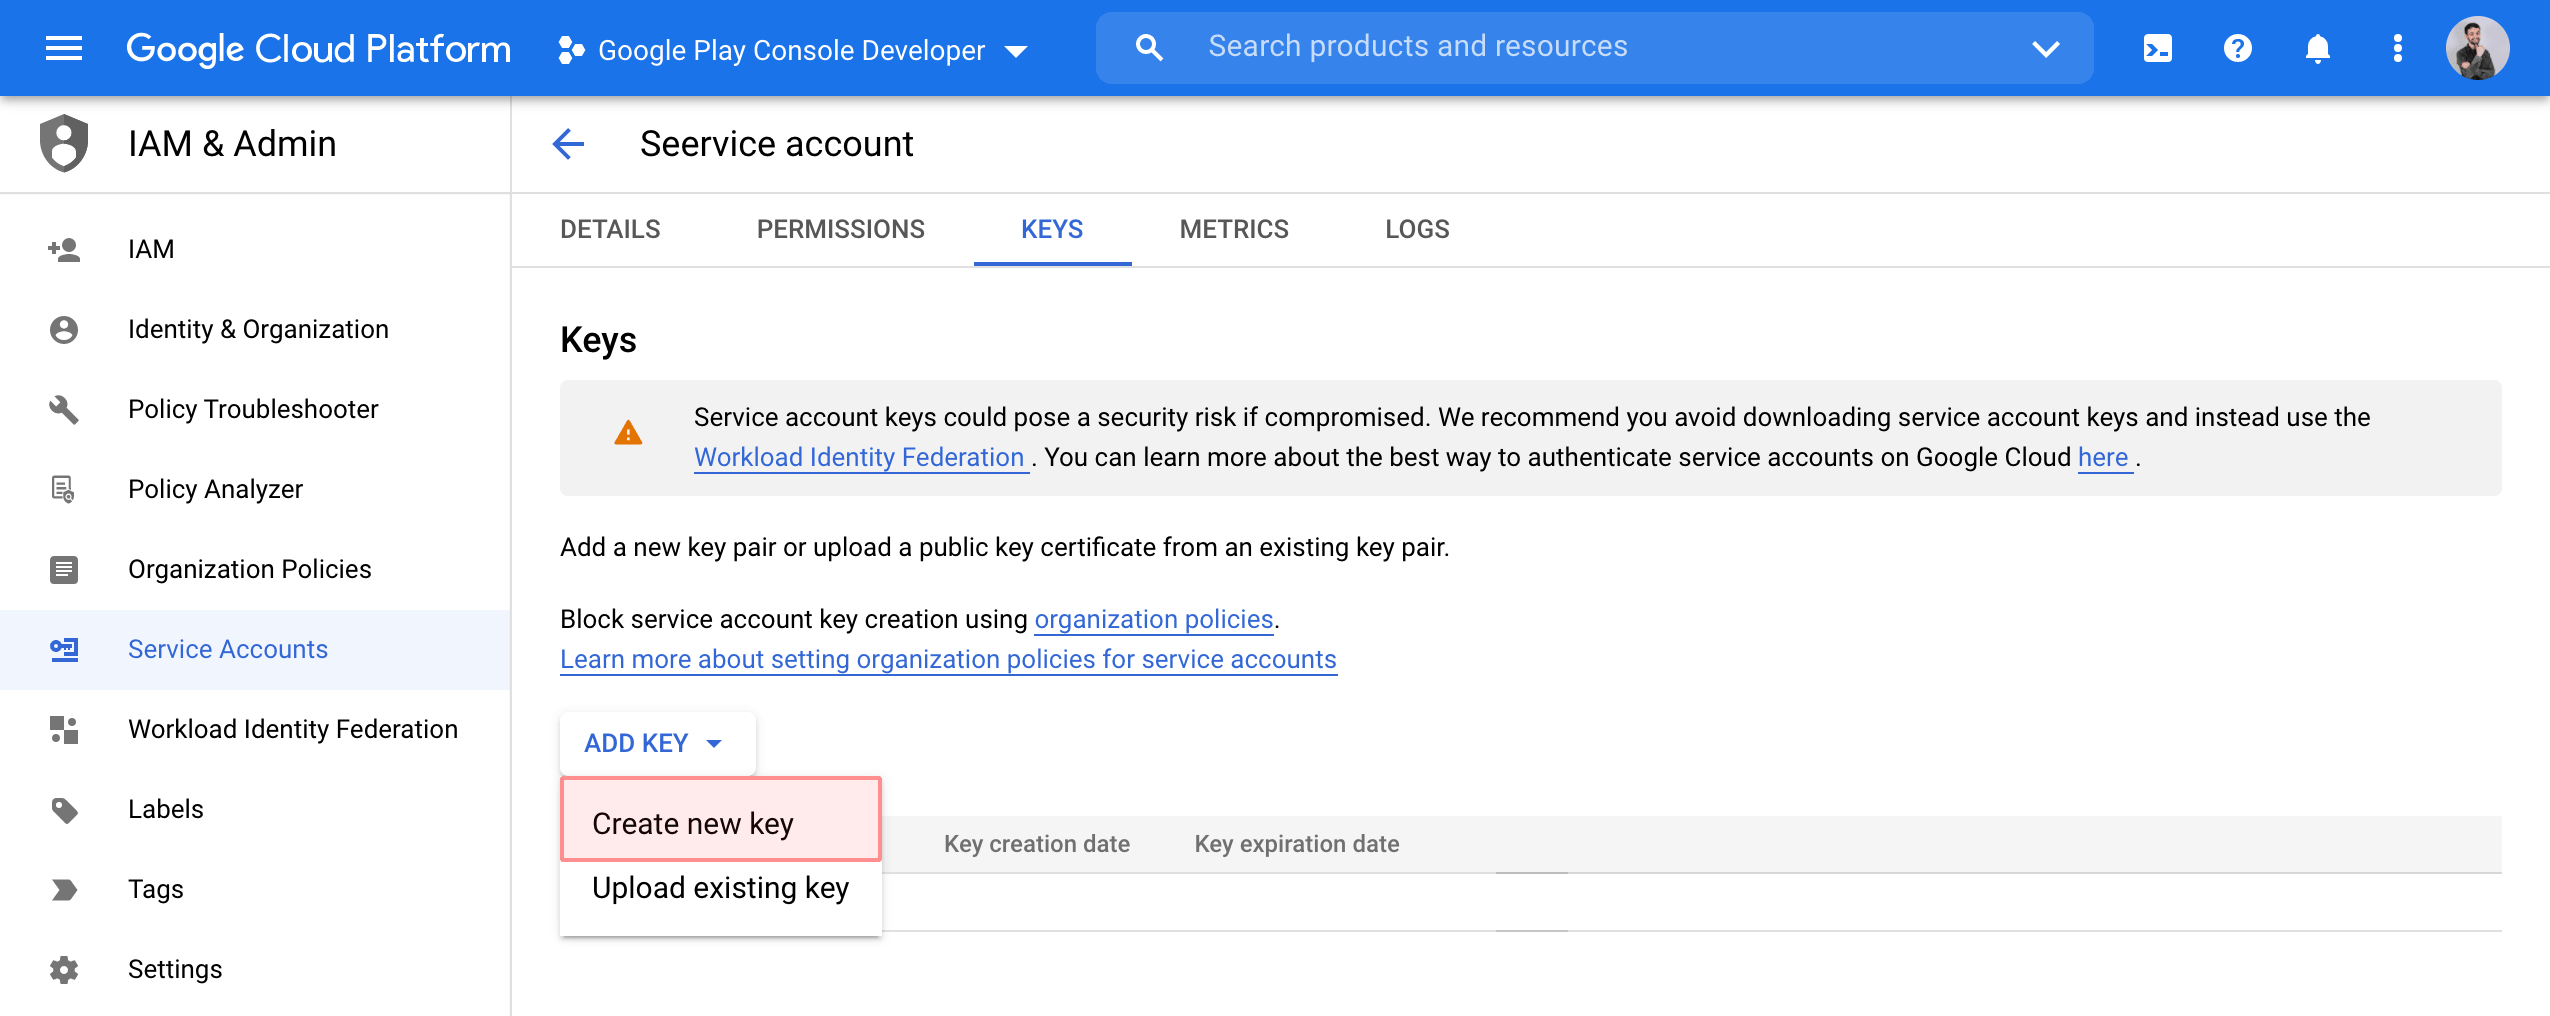 Google Cloud Platform
Google Play Console Developer
Search products and resources
IAM & Admin
IAM
Identity & Organization
Policy Troubleshooter
Policy Analyzer
Organization Policies
Service Accounts
Workload Identity Federation
Labels
Tags
Settings
Seervice account
DETAILS PERMISSIONS KEYS METRICS LOGS
Keys
Service account keys could pose a security risk if compromised. We recommend you avoid downloading service account keys and instead use the
Workload Identity Federation . You can learn more about the best way to authenticate service accounts on Google Cloud here .
Add a new key pair or upload a public key certificate from an existing key pair.
Block service account key creation using organization policies.
Learn more about setting organization policies for service accounts
ADD KEY
Create new key
Upload existing key
Key creation date Key expiration date